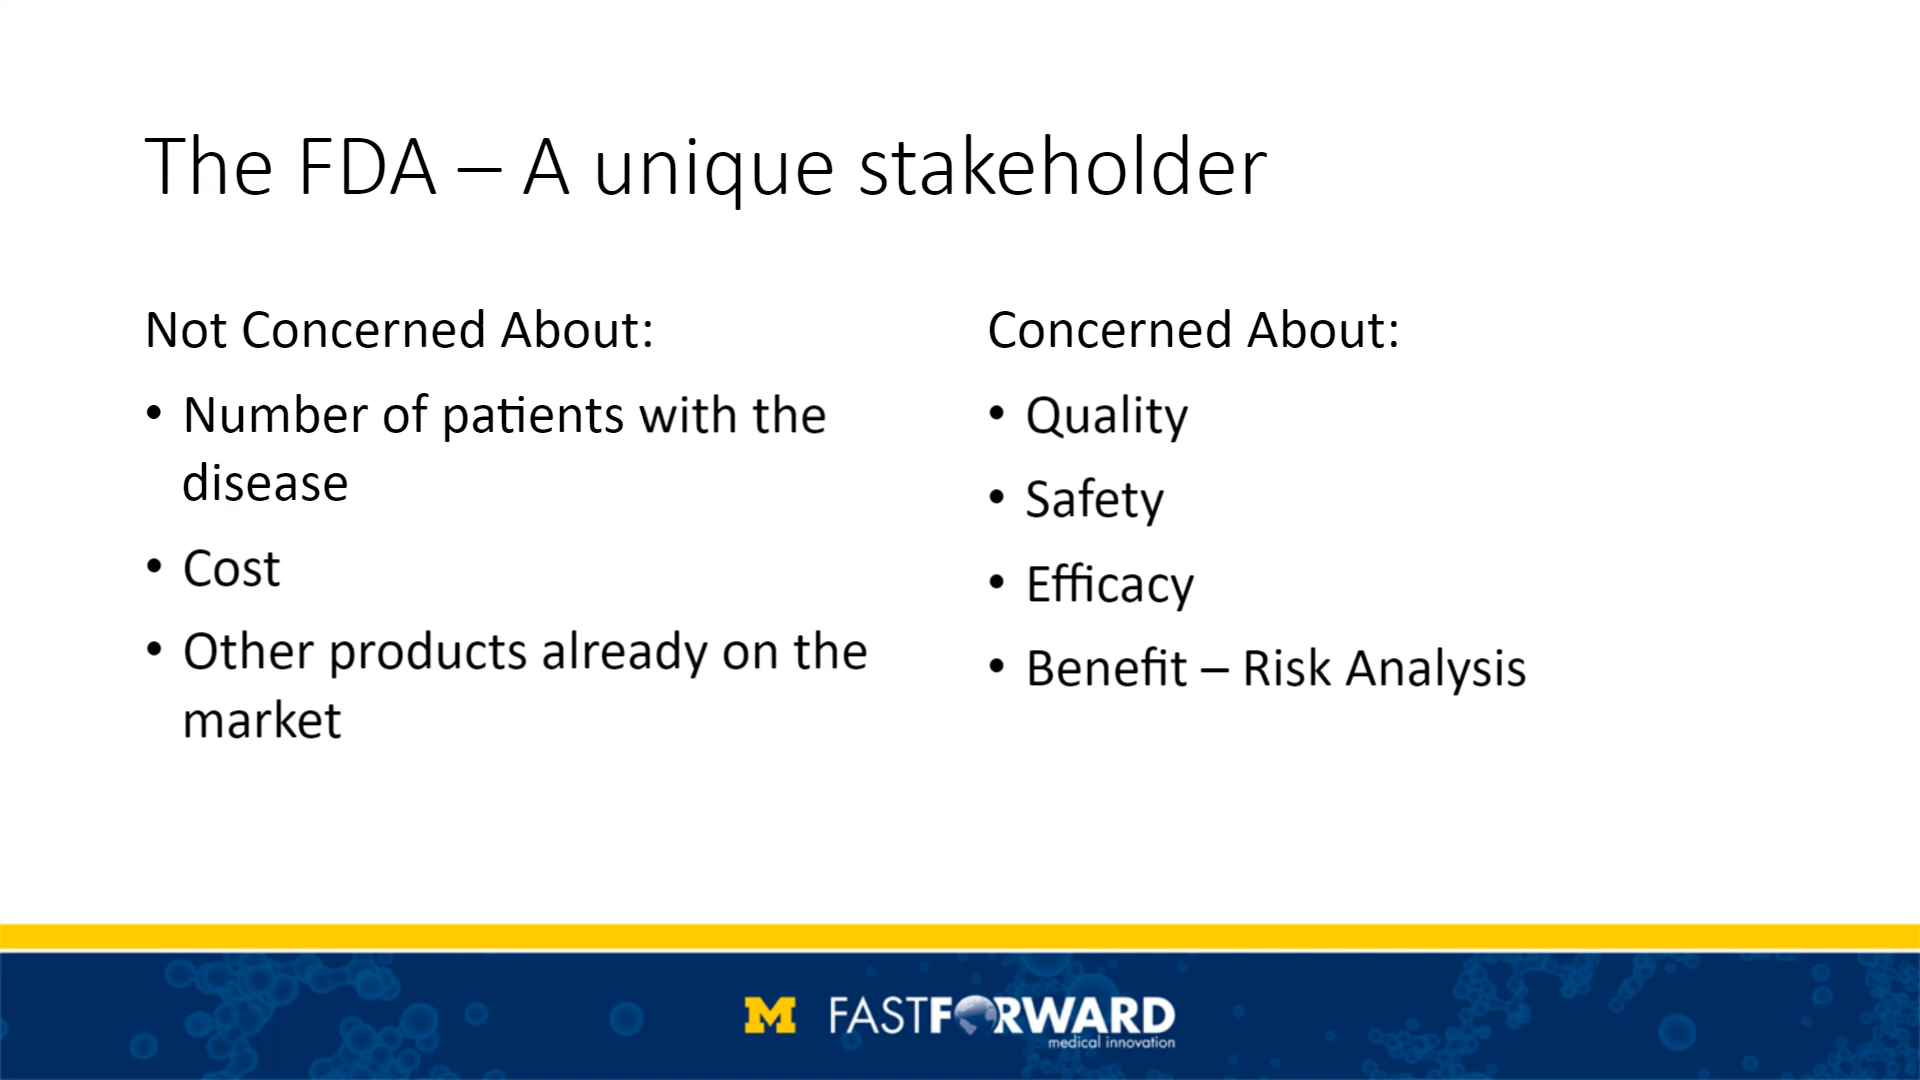 The FDA – A unique stakeholder
Not Concerned About:
• Number of patients with the
disease
• Cost
• Other products already on the
market
Concerned About:
• Quality
• Safety
• Efficacy
• Benefit – Risk Analysis
M FASTFORWARD
medical innovation